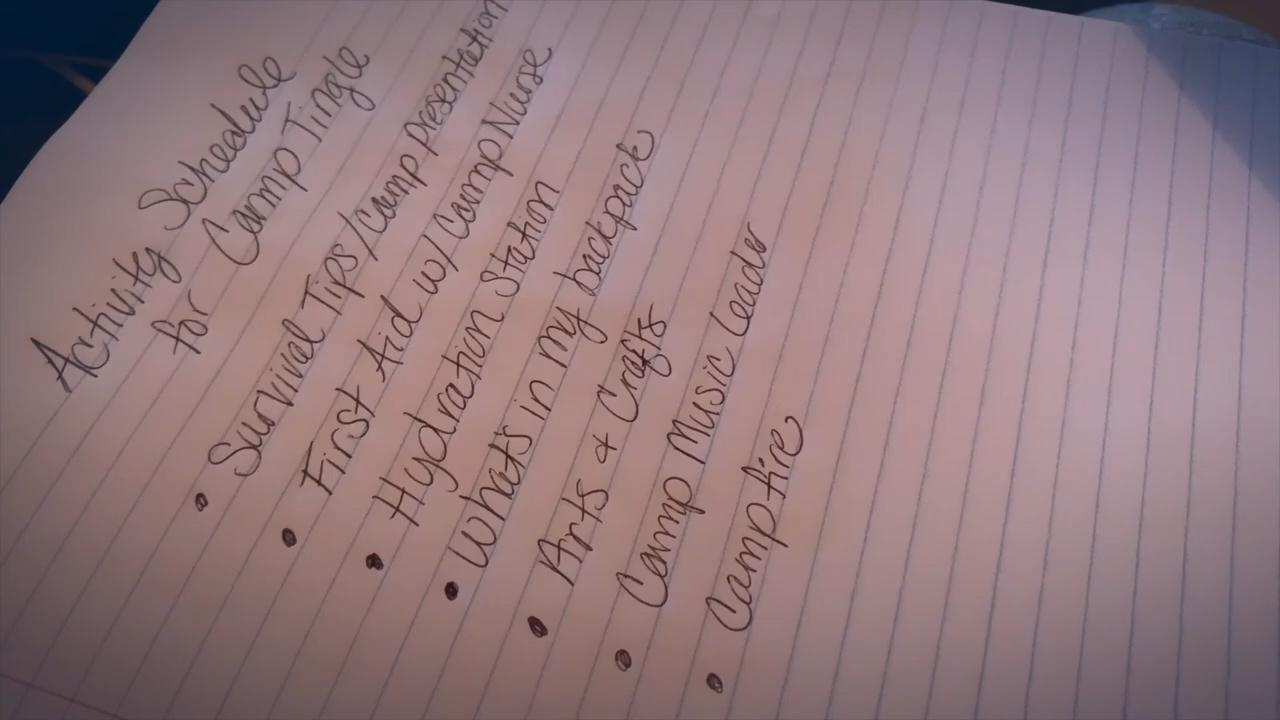 Activity Schedule
for Camp Tingle
• Survival Tips/Camp Presentation
• First Aid w/ Camp Nurse
• Hydration Station
• What's in my backpack
• Arts & Crafts
• Camp Music Leader
• Campfire